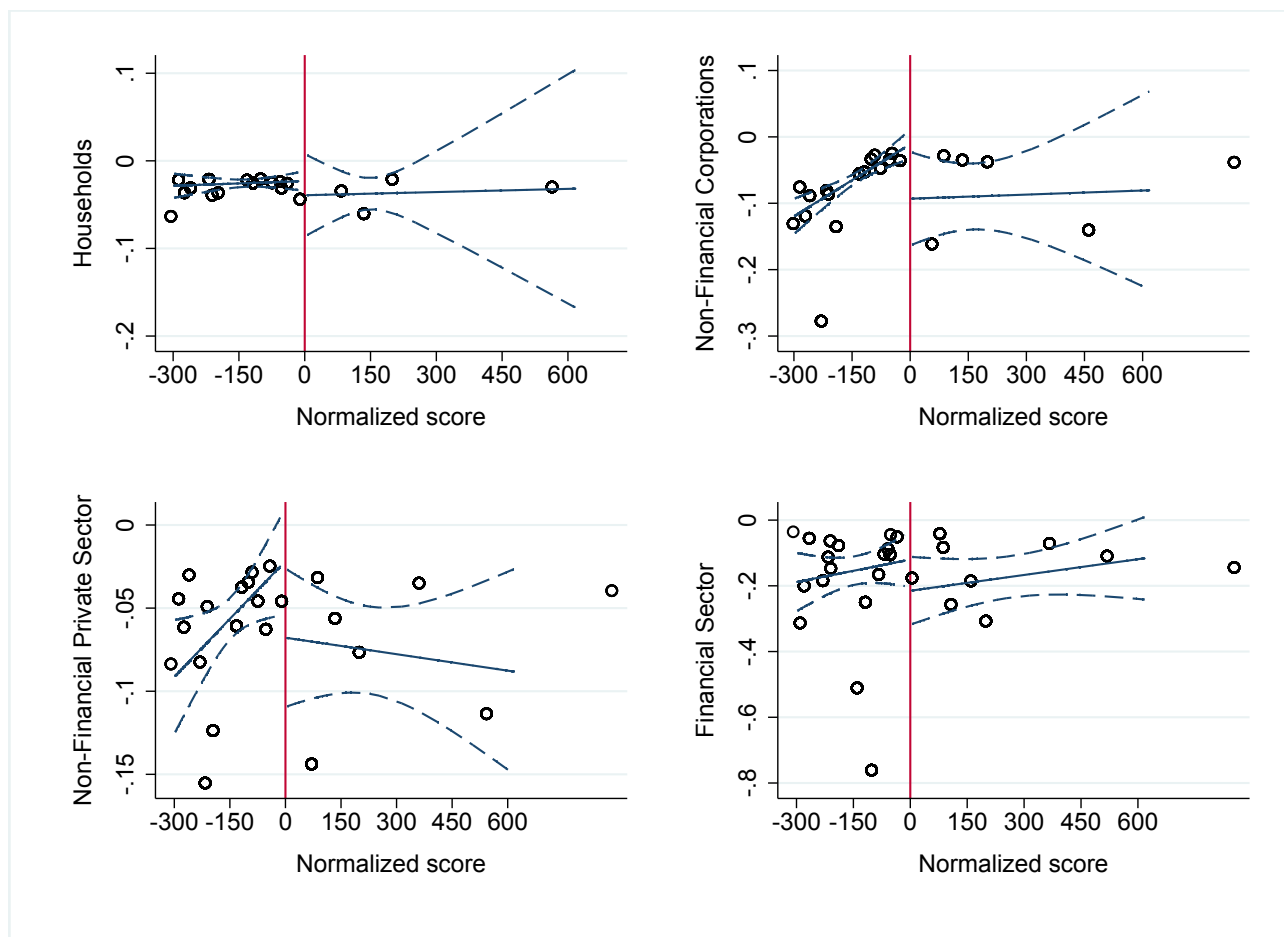 Households
.1
0
-.1
-.2
-300 -150 0 150 300 450 600
Normalized score
Non-Financial Corporations
.1
0
-.1
-.2
-.3
-300 -150 0 150 300 450 600
Normalized score
Non-Financial Private Sector
0
-.05
-.1
-.15
-300 -150 0 150 300 450 600
Normalized score
Financial Sector
0
-.2
-.4
-.6
-.8
-300 -150 0 150 300 450 600
Normalized score